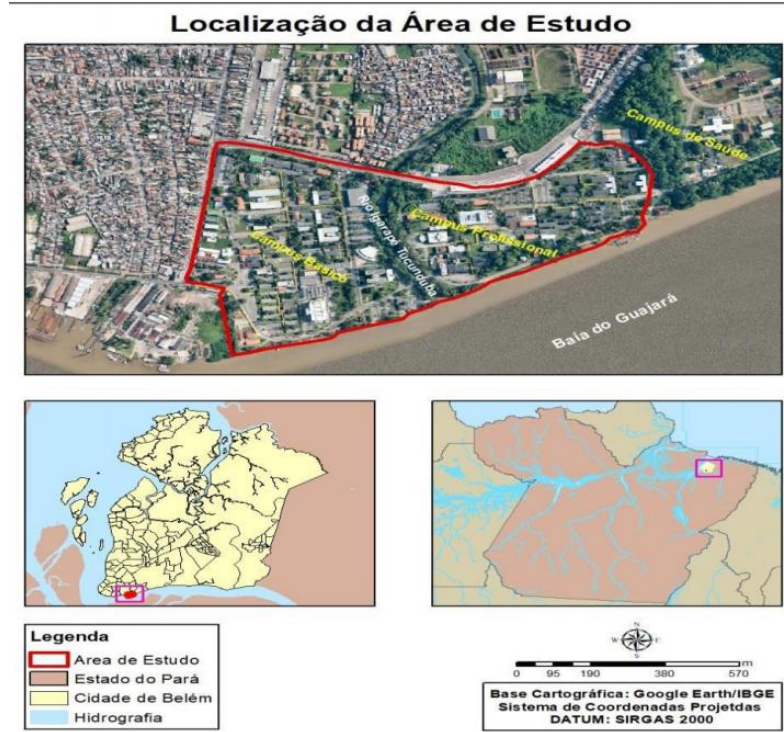 Localização da Área de Estudo
Campus de Saúde
Campus Básico
Rio Igarapé Tucunduba
Campus Profissional
Baía do Guajará
Legenda
Area de Estudo
Estado do Pará
Cidade de Belém
Hidrografia
N
W E
S
m
0 95 190 380 570
Base Cartográfica: Google Earth/IBGE
Sistema de Coordenadas Projetdas
DATUM: SIRGAS 2000